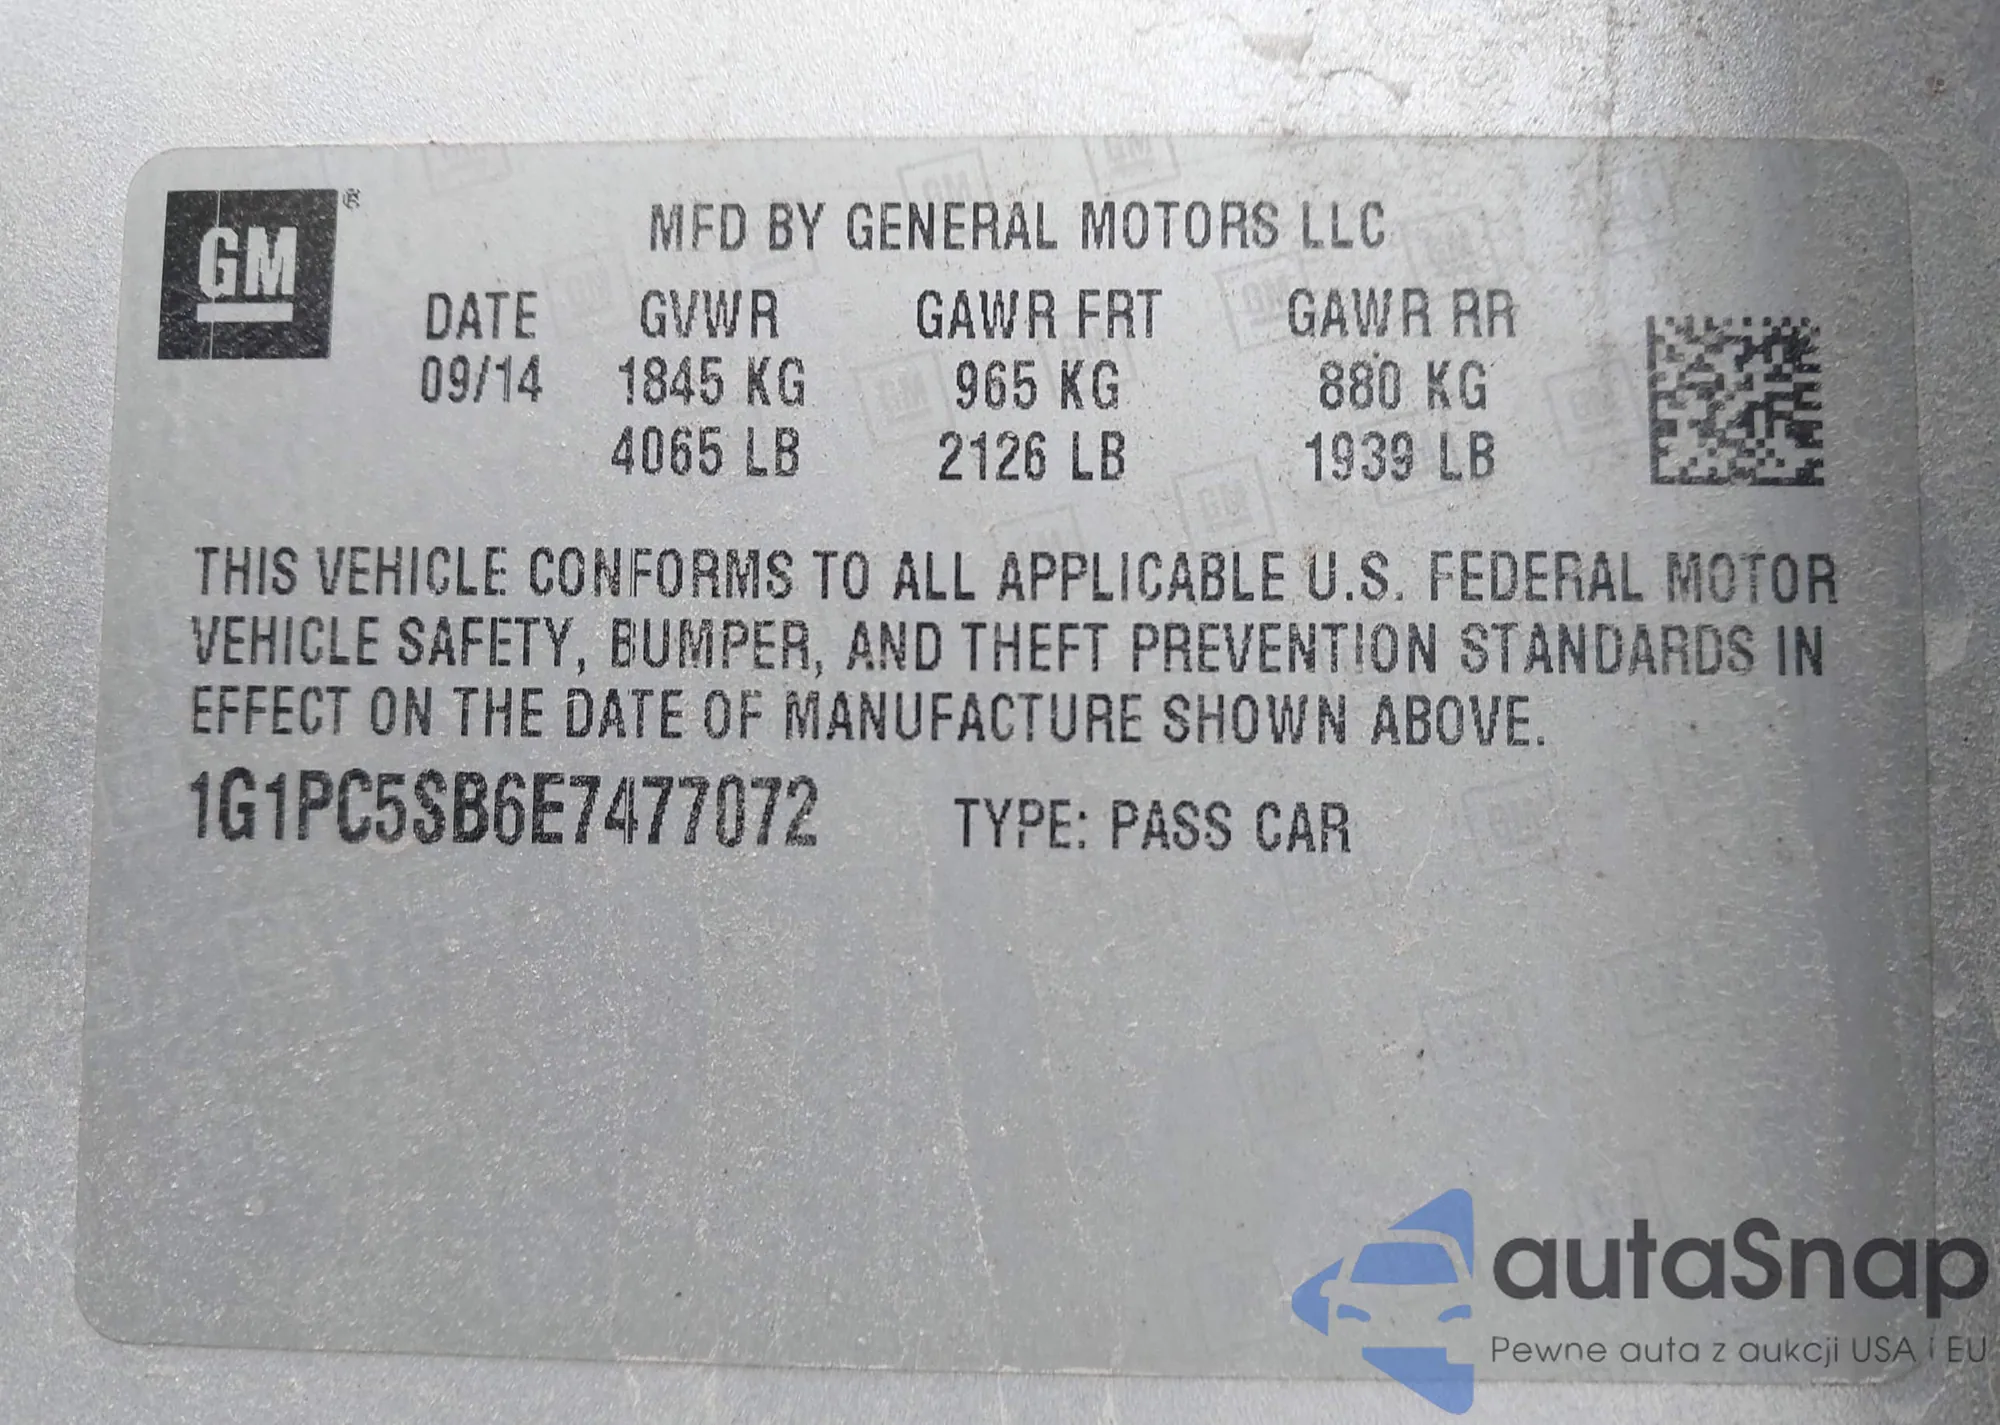 GM®
MFD BY GENERAL MOTORS LLC
DATE GVWR GAWR FRT GAWR RR
09/14 1845 KG 965 KG 880 KG
4065 LB 2126 LB 1939 LB
THIS VEHICLE CONFORMS TO ALL APPLICABLE U.S. FEDERAL MOTOR
VEHICLE SAFETY, BUMPER, AND THEFT PREVENTION STANDARDS IN
EFFECT ON THE DATE OF MANUFACTURE SHOWN ABOVE.
1G1PC5SB6E7477072 TYPE: PASS CAR
autaSnap
Pewne auta z aukcji USA i EU